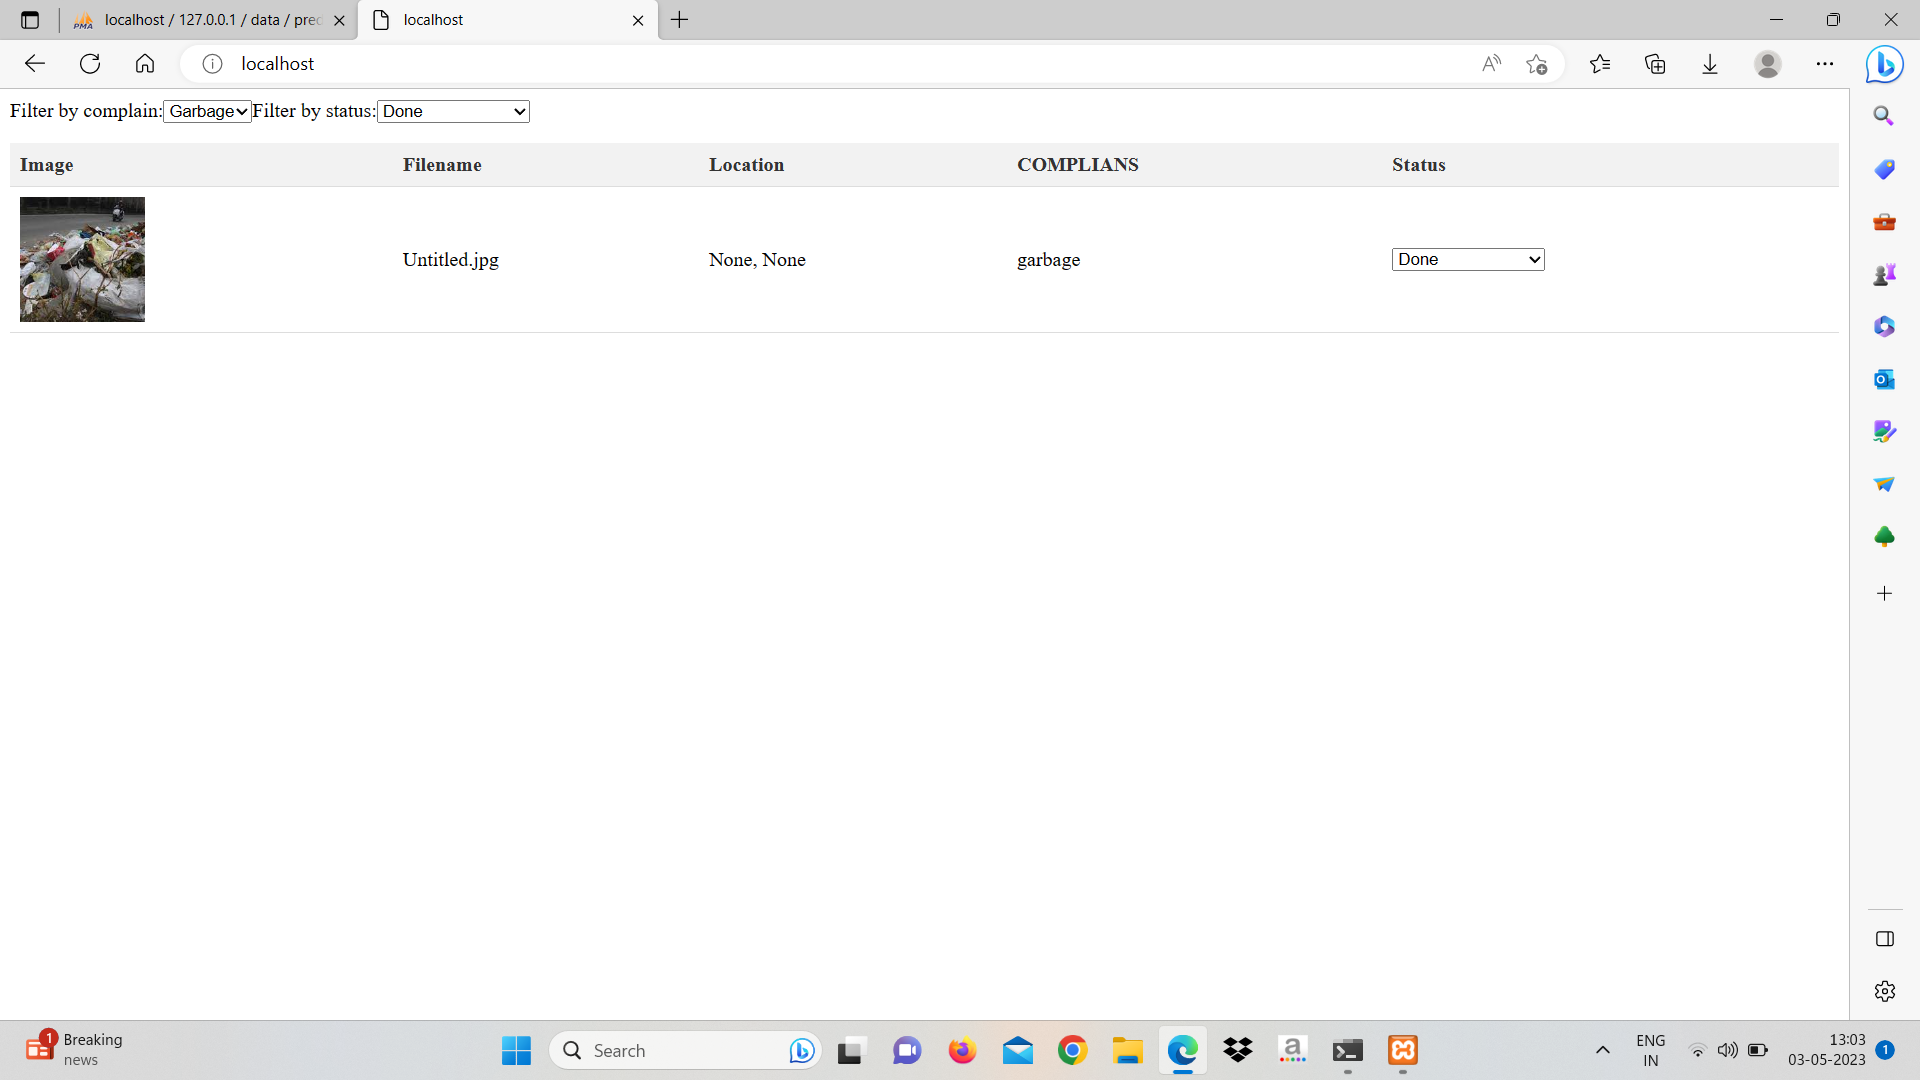 localhost / 127.0.0.1 / data / prec
localhost
localhost
Filter by complain: Garbage Filter by status: Done
Image Filename Location COMPLIANS Status
Untitled.jpg None, None garbage Done
Breaking
news
Search
ENG
IN
13:03
03-05-2023
1
1
PMA
a